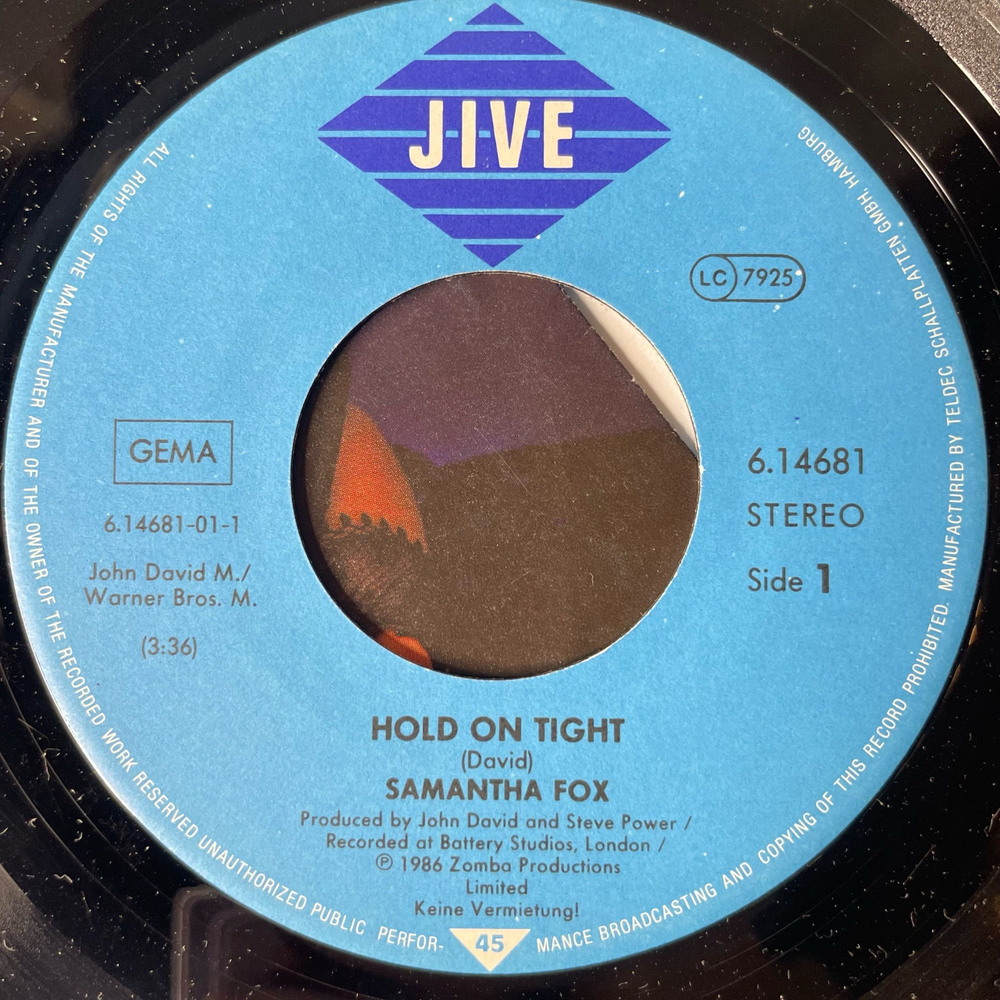 JIVE
LC 7925
GEMA
6.14681-01-1
John David M./
Warner Bros. M.
(3:36)
6.14681
STEREO
Side 1
HOLD ON TIGHT
(David)
SAMANTHA FOX
Produced by John David and Steve Power /
Recorded at Battery Studios, London /
℗ 1986 Zomba Productions
Limited
Keine Vermietung!
45
ALL RIGHTS OF THE MANUFACTURER AND OF THE OWNER OF THE RECORDED WORK RESERVED UNAUTHORIZED PUBLIC PERFOR- MANCE BROADCASTING AND COPYING OF THIS RECORD PROHIBITED. MANUFACTURED BY TELDEC SCHALLPLATTEN GMBH, HAMBURG